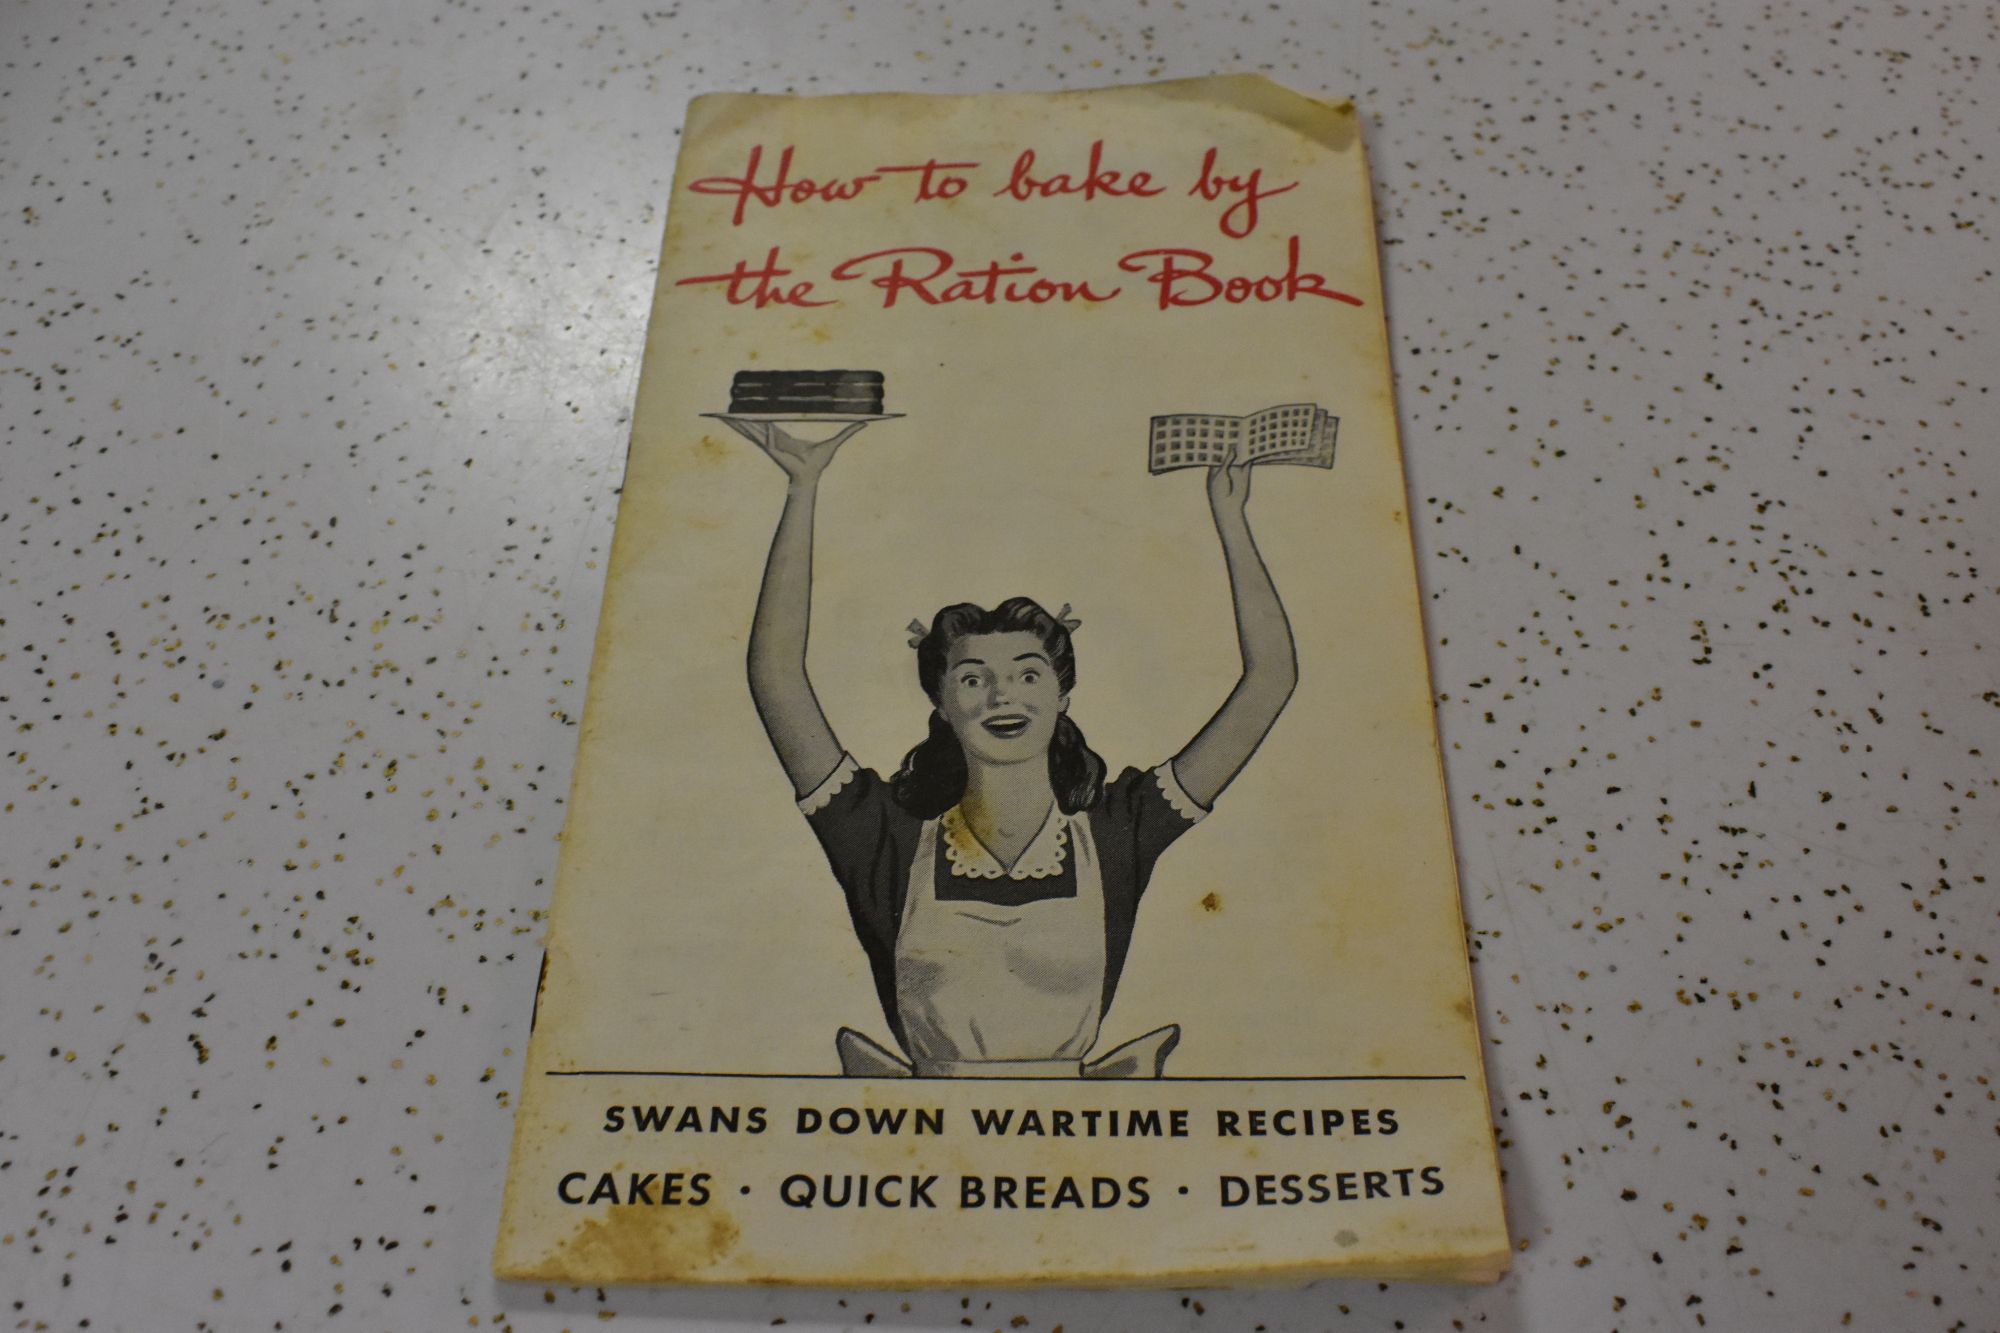 How to bake by
the Ration Book
SWANS DOWN WARTIME RECIPES
CAKES · QUICK BREADS · DESSERTS